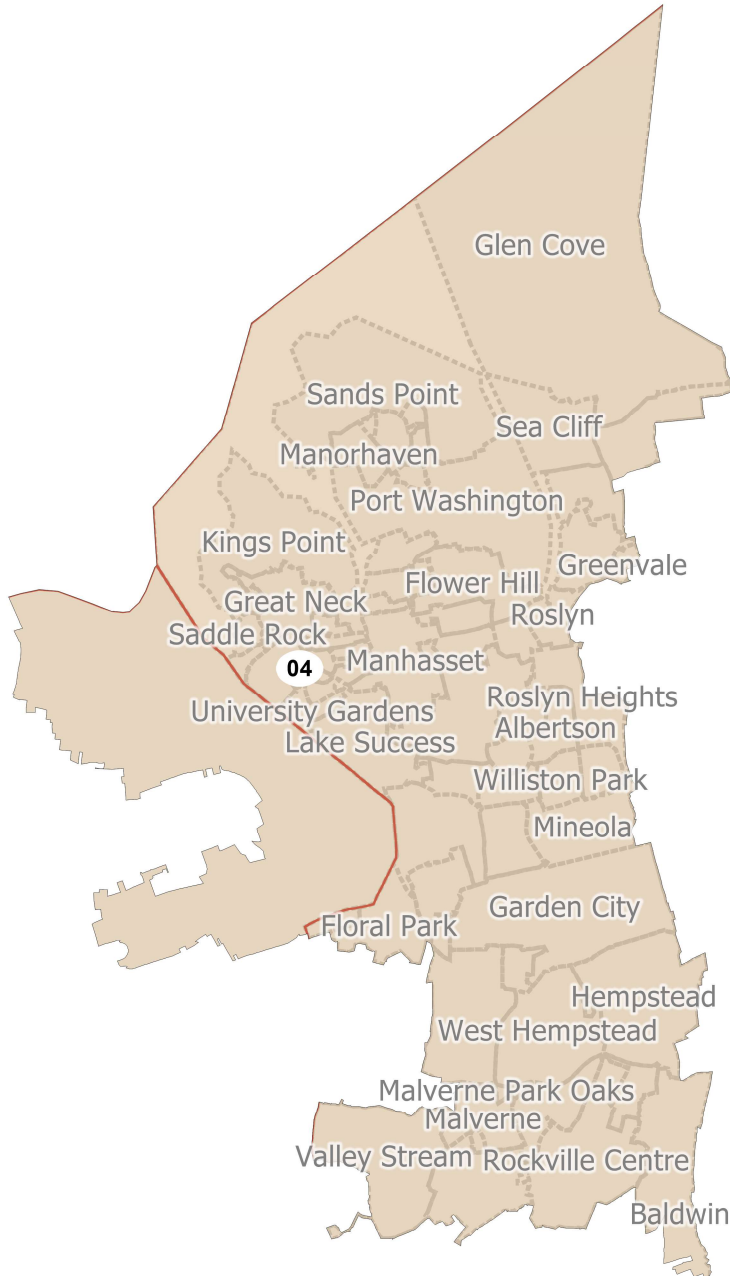 Glen Cove
Sands Point
Sea Cliff
Manorhaven
Port Washington
Kings Point
Greenvale
Flower Hill
Great Neck
Roslyn
Saddle Rock
04
Manhasset
Roslyn Heights
University Gardens
Albertson
Lake Success
Williston Park
Mineola
Garden City
Floral Park
Hempstead
West Hempstead
Malverne Park Oaks
Malverne
Valley Stream
Rockville Centre
Baldwin